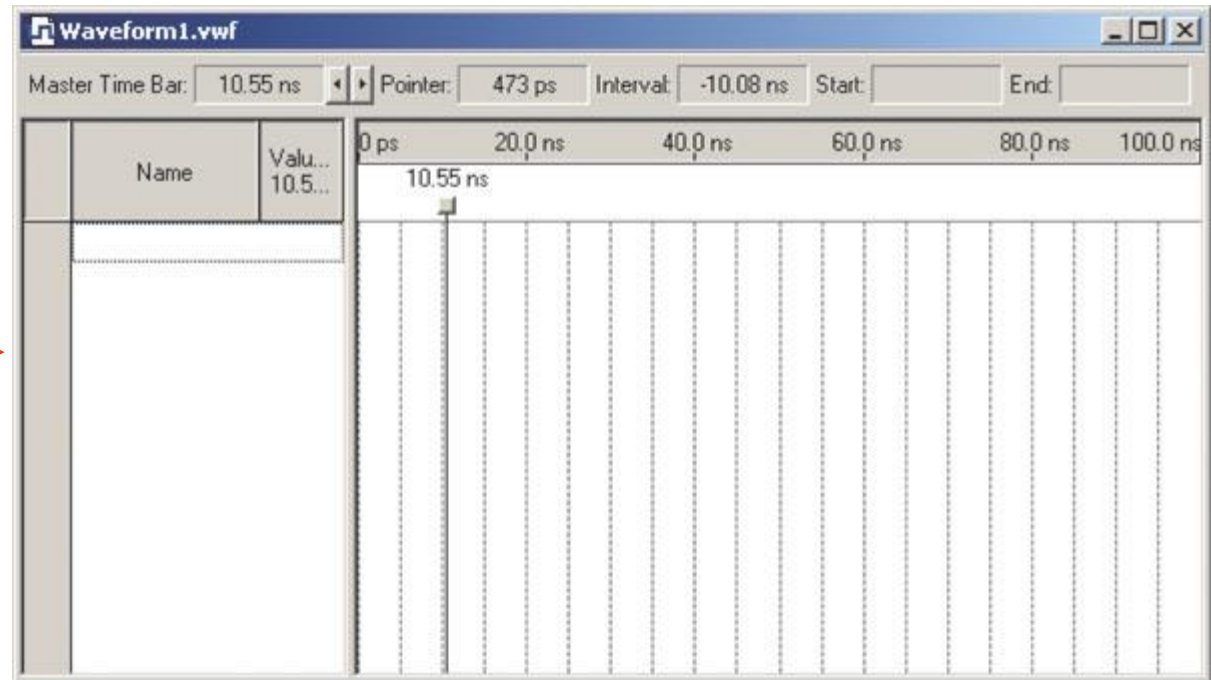 Waveform1.vwf
Master Time Bar: 10.55 ns Pointer: 473 ps Interval: -10.08 ns Start: End:
Name Valu... 10.5... 0 ps 20.0 ns 40.0 ns 60.0 ns 80.0 ns 100.0 ns
10.55 ns